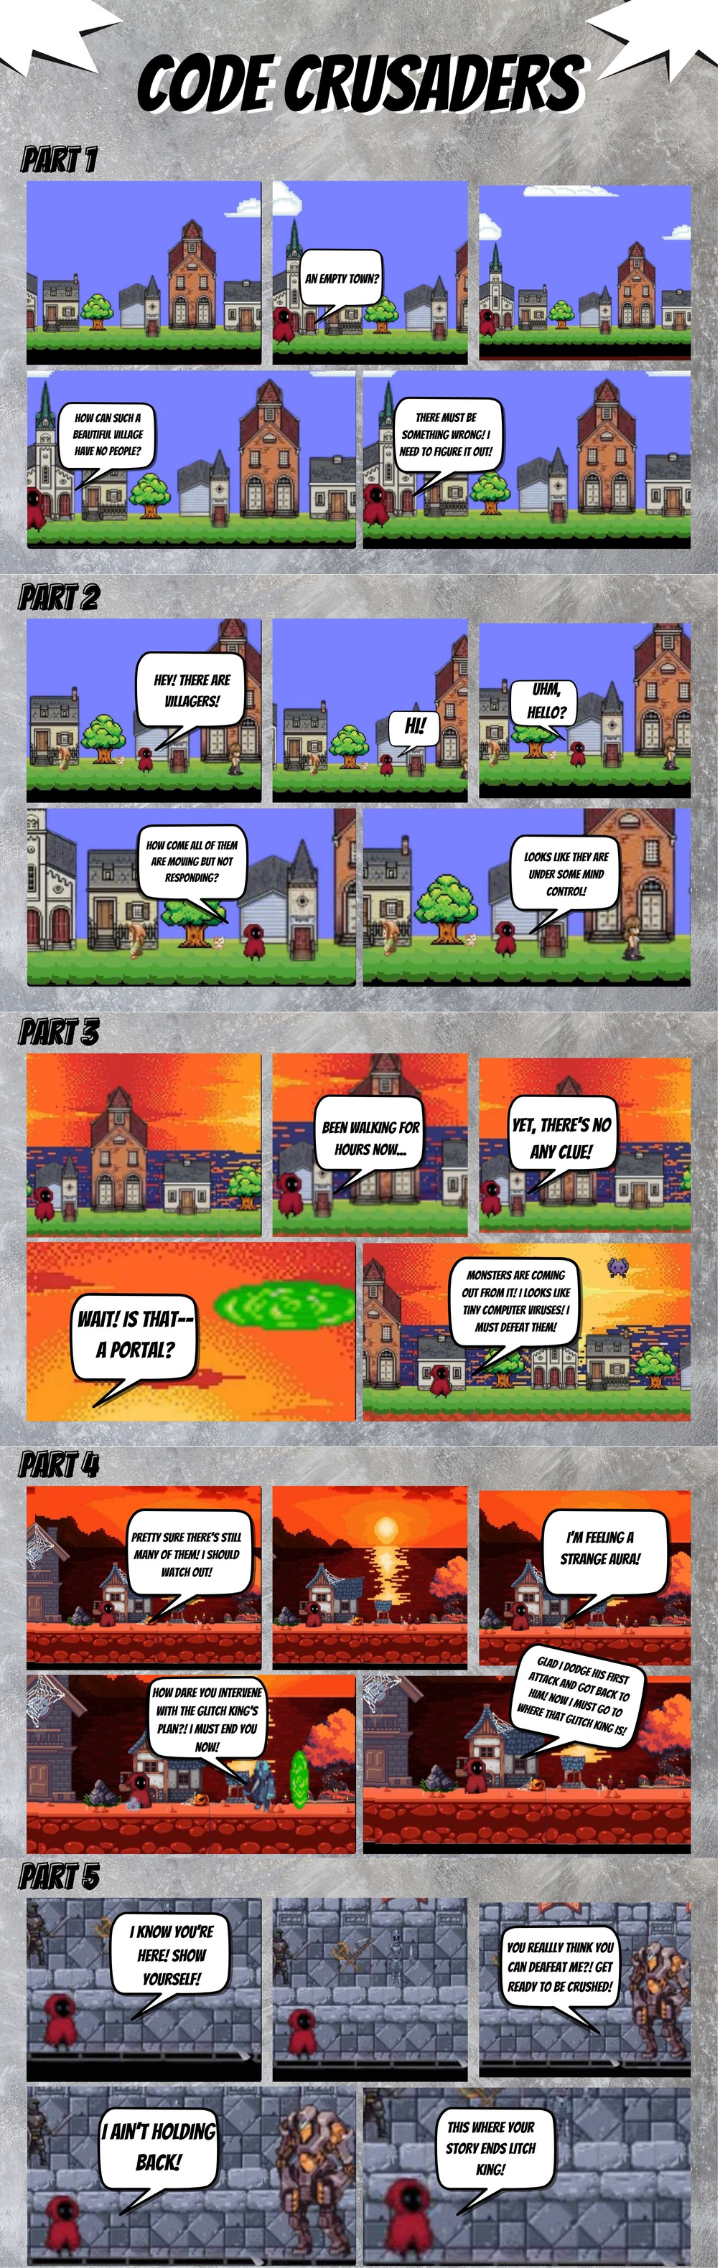 CODE CRUSADERS
PART 1
AN EMPTY TOWN?
HOW CAN SUCH A
BEAUTIFUL VILLAGE
HAVE NO PEOPLE?
THERE MUST BE
SOMETHING WRONG! I
NEED TO FIGURE IT OUT!
PART 2
HEY! THERE ARE
VILLAGERS!
HI!
UHM,
HELLO?
HOW COME ALL OF THEM
ARE MOVING BUT NOT
RESPONDING?
LOOKS LIKE THEY ARE
UNDER SOME MIND
CONTROL!
PART 3
BEEN WALKING FOR
HOURS NOW...
YET, THERE'S NO
ANY CLUE!
WAIT! IS THAT--
A PORTAL?
MONSTERS ARE COMING
OUT FROM IT! I LOOKS LIKE
TINY COMPUTER VIRUSES! I
MUST DEFEAT THEM!
PART 4
PRETTY SURE THERE'S STILL
MANY OF THEM! I SHOULD
WATCH OUT!
I'M FEELING A
STRANGE AURA!
HOW DARE YOU INTERVENE
WITH THE GLITCH KING'S
PLAN?! I MUST END YOU
NOW!
GLAD I DODGE HIS FIRST
ATTACK AND GOT BACK TO
HIM! NOW I MUST GO TO
WHERE THAT GLITCH KING IS!
PART 5
I KNOW YOU'RE
HERE! SHOW
YOURSELF!
YOU REALLLY THINK YOU
CAN DEAFEAT ME?! GET
READY TO BE CRUSHED!
I AIN'T HOLDING
BACK!
THIS WHERE YOUR
STORY ENDS LITCH
KING!